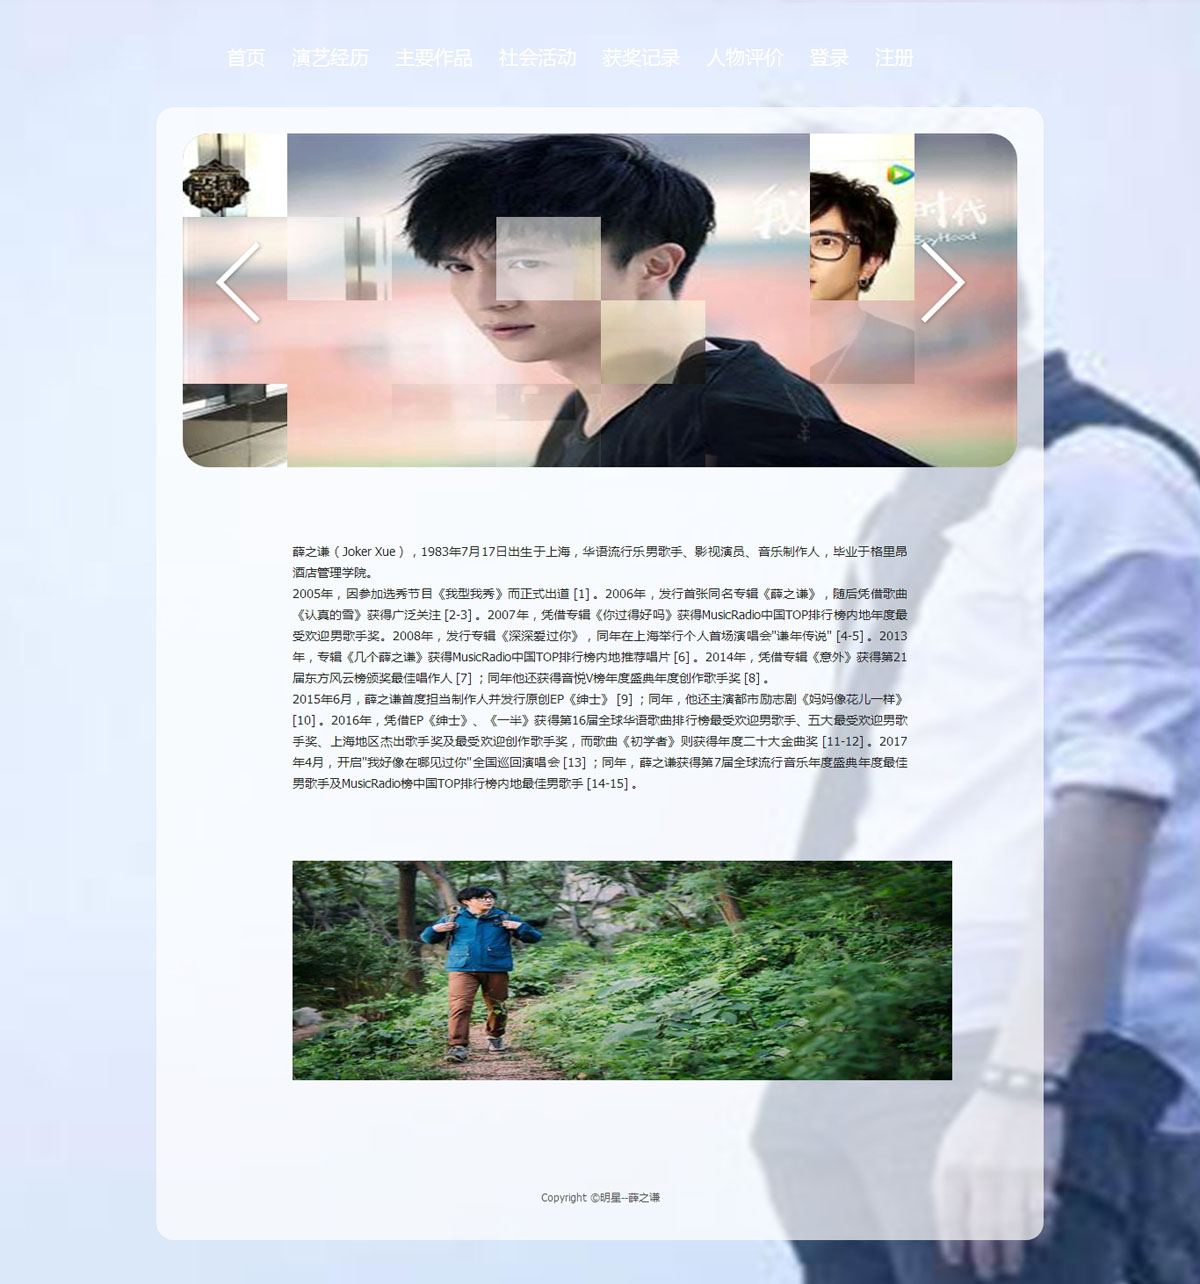 首页 演艺经历 主要作品 社会活动 获奖记录 人物评价 登录 注册
时代
BoyHood
薛之谦（Joker Xue），1983年7月17日出生于上海，华语流行乐男歌手、影视演员、音乐制作人，毕业于格里昂
酒店管理学院。
2005年，因参加选秀节目《我型我秀》而正式出道 [1] 。2006年，发行首张同名专辑《薛之谦》，随后凭借歌曲
《认真的雪》获得广泛关注 [2-3] 。2007年，凭借专辑《你过得好吗》获得MusicRadio中国TOP排行榜内地年度最
受欢迎男歌手奖。2008年，发行专辑《深深爱过你》，同年在上海举行个人首场演唱会"谦年传说" [4-5] 。2013
年，专辑《几个薛之谦》获得MusicRadio中国TOP排行榜内地推荐唱片 [6] 。2014年，凭借专辑《意外》获得第21
届东方风云榜颁奖最佳唱作人 [7] ；同年他还获得音悦V榜年度盛典年度创作歌手奖 [8] 。
2015年6月，薛之谦首度担当制作人并发行原创EP《绅士》 [9] ；同年，他还主演都市励志剧《妈妈像花儿一样》
[10] 。2016年，凭借EP《绅士》、《一半》获得第16届全球华语歌曲排行榜最受欢迎男歌手、五大最受欢迎男歌
手奖、上海地区杰出歌手奖及最受欢迎创作歌手奖，而歌曲《初学者》则获得年度二十大金曲奖 [11-12] 。2017
年4月，开启"我好像在哪见过你"全国巡回演唱会 [13] ；同年，薛之谦获得第7届全球流行音乐年度盛典年度最佳
男歌手及MusicRadio榜中国TOP排行榜内地最佳男歌手 [14-15] 。
Copyright ©明星--薛之谦